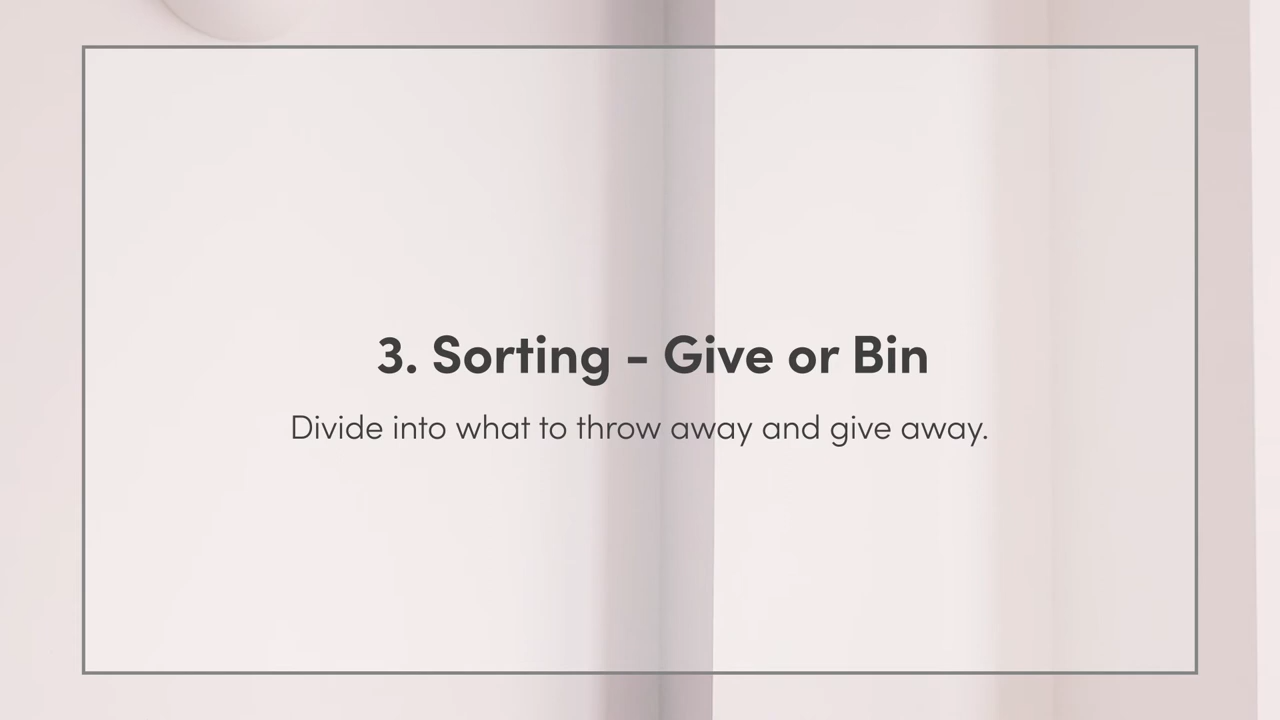 3. Sorting - Give or Bin
Divide into what to throw away and give away.